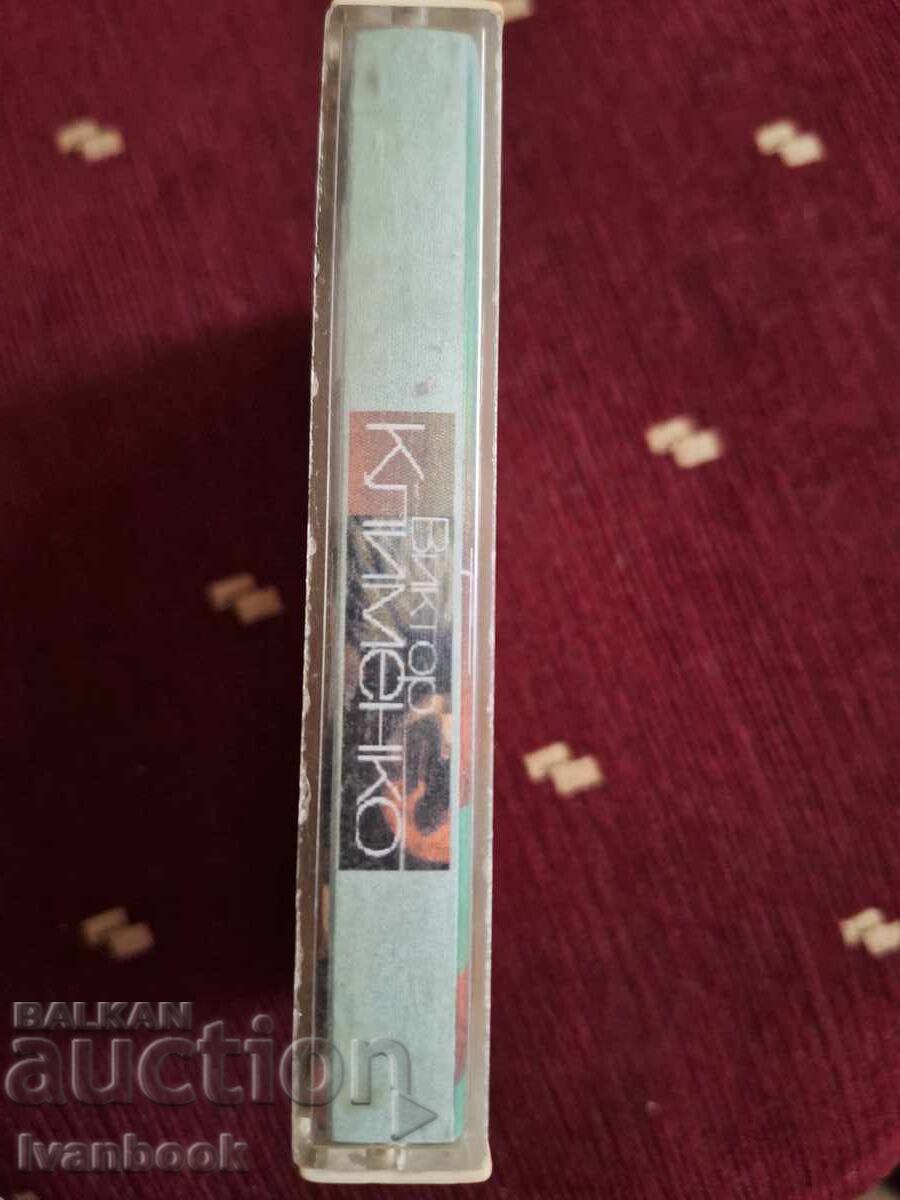 Виктор
КЛИМЕНКО
BALKAN
auction
Ivanbook